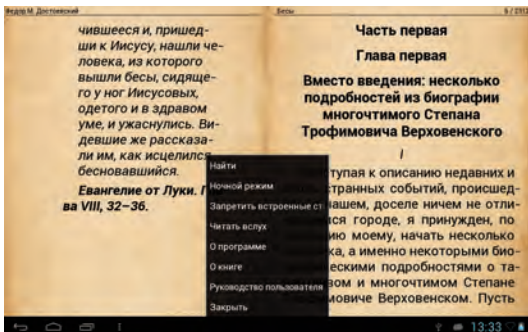 Федор М. Достоевский
Бесы
чившееся и, пришед-
ши к Иисусу, нашли че-
ловека, из которого
вышли бесы, сидяще-
го у ног Иисусовых,
одетого и в здравом
уме, и ужаснулись. Ви-
девшие же рассказа-
ли им, как исцелился
бесновавшийся.
Евангелие от Луки. Г
ва VIII, 32–36.
Часть первая
Глава первая
Вместо введения: несколько
подробностей из биографии
многочтимого Степана
Трофимовича Верховенского
I
тупая к описанию недавних и
странных событий, происшед-
нашем, доселе ничем не отли-
ся городе, я принужден, по
ию моему, начать несколько
ка, а именно некоторыми био-
ескими подробностями о та-
вом и многочтимом Степане
мовиче Верховенском. Пусть
Найти
Ночной режим
Запретить встроенные ст
Читать вслух
О программе
О книге
Руководство пользователя
Закрыть
13:33